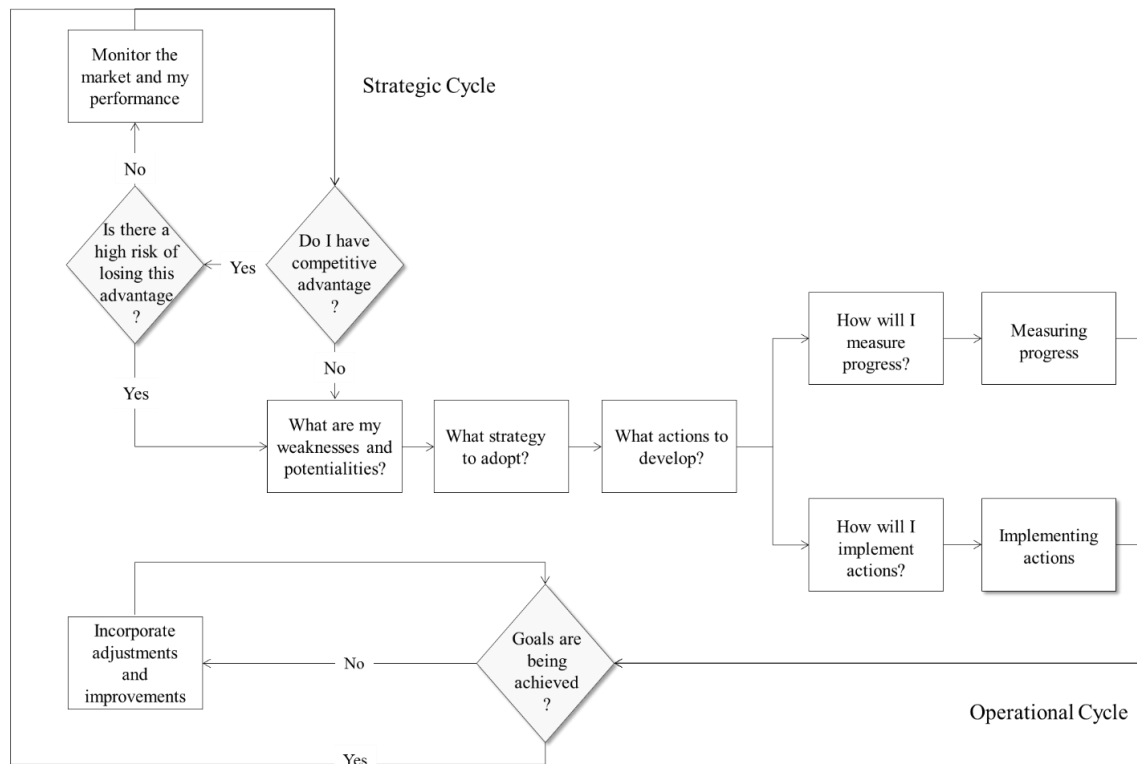 Monitor the
market and my
performance
Strategic Cycle
No
Is there a
high risk of
losing this
advantage
?
Yes
Do I have
competitive
advantage
?
Yes
No
What are my
weaknesses and
potentialities?
What strategy
to adopt?
What actions to
develop?
How will I
measure
progress?
Measuring
progress
How will I
implement
actions?
Implementing
actions
Incorporate
adjustments
and
improvements
No
Goals are
being
achieved
?
Operational Cycle
Yes